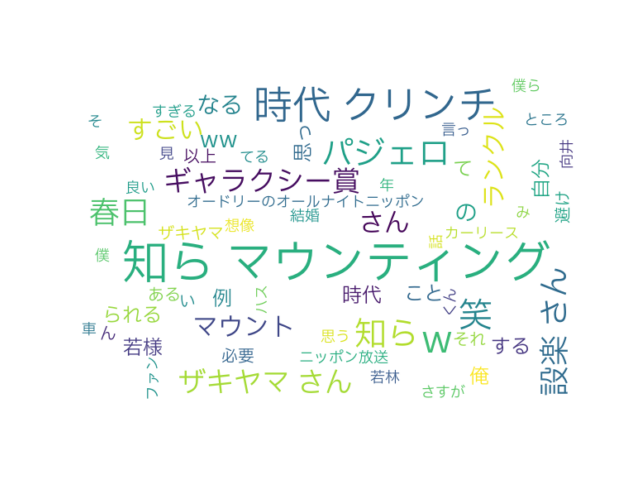 僕ら
時代 クリンチ
すぎる なる
そ
ところ
すごい
言っ
ww
思っ
ランクル
向井
気
見
以上
てる
パジェロ
て
自分
ギャラクシー賞
年
良い
オードリーのオールナイトニッポン
春日
結婚
さん
の
み
避け
ザキヤマ
想像
カーリース
話
僕
知ら マウンティング
ある
い
例
ハス
時代
こと
くん
設楽 さん
られる
マウント
笑
車
ん
若様
思う
知ら
w
それ
する
必要
ニッポン放送
ファン
ザキヤマ さん
若林
俺
さすが